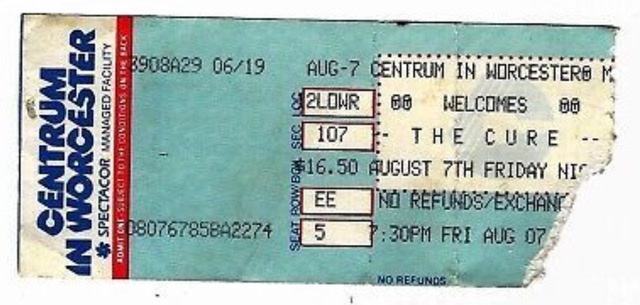 CENTRUM
IN WORCESTER
SPECTACOR MANAGED FACILITY
ADMIT ONE-SUBJECT TO THE CONDITIONS ON THE BACK
3908A29 06/19 AUG-7 CENTRUM IN WORCESTER@ M
2LOWR 00 WELCOMES 00
SEC 107 - THE CURE --
$16.50 AUGUST 7TH FRIDAY
ROW/BOX EE NO REFUNDS/EXCHANG
080767858A2274 SEAT 5 7:30PM FRI AUG 07
NO REFUNDS